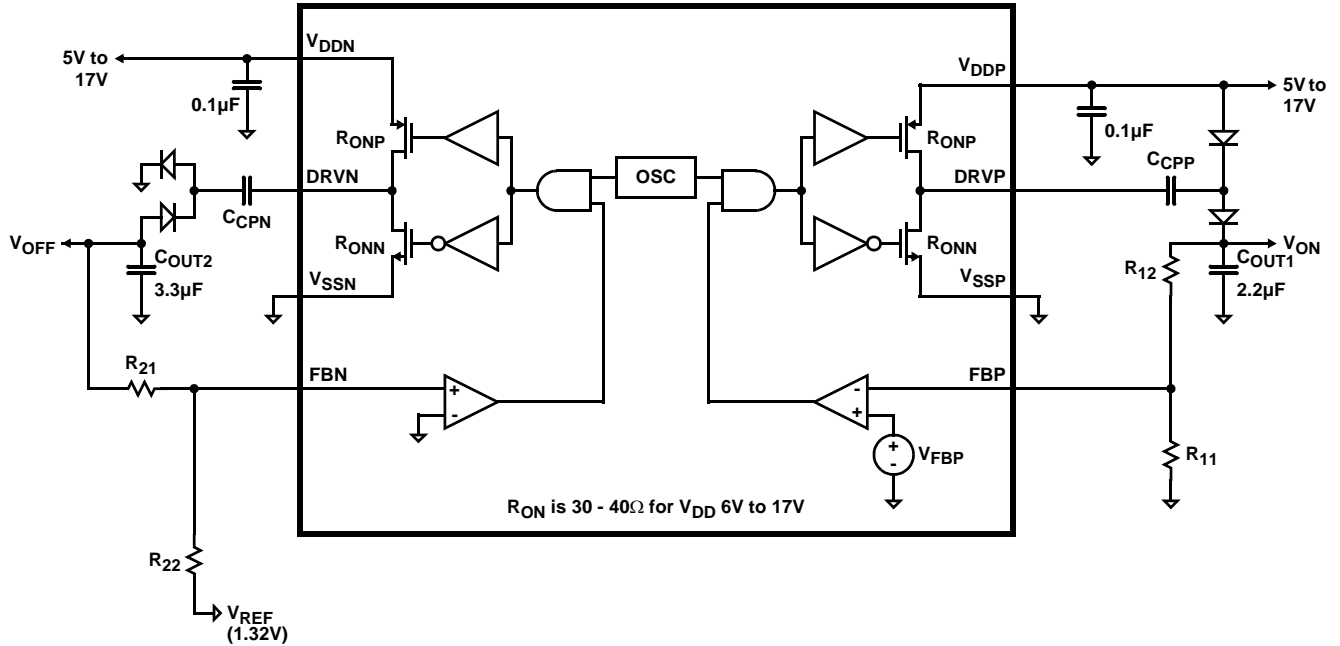 5V to
17V
0.1µF
VDDN
RONP
DRVN
CCPN
RONN
VSSN
VOFF
COUT2
3.3µF
R21
FBN
+
-
R22
VREF
(1.32V)
OSC
VDDP
5V to
17V
0.1µF
RONP
CCPP
DRVP
RONN
VSSP
VON
COUT1
2.2µF
R12
FBP
-
+
+
-
VFBP
R11
RON is 30 - 40Ω for VDD 6V to 17V